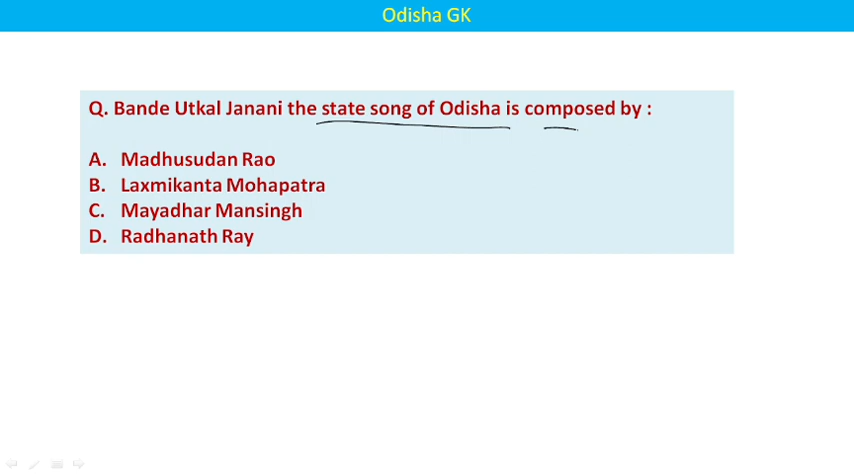 Odisha GK
Q. Bande Utkal Janani the state song of Odisha is composed by :
A. Madhusudan Rao
B. Laxmikanta Mohapatra
C. Mayadhar Mansingh
D. Radhanath Ray